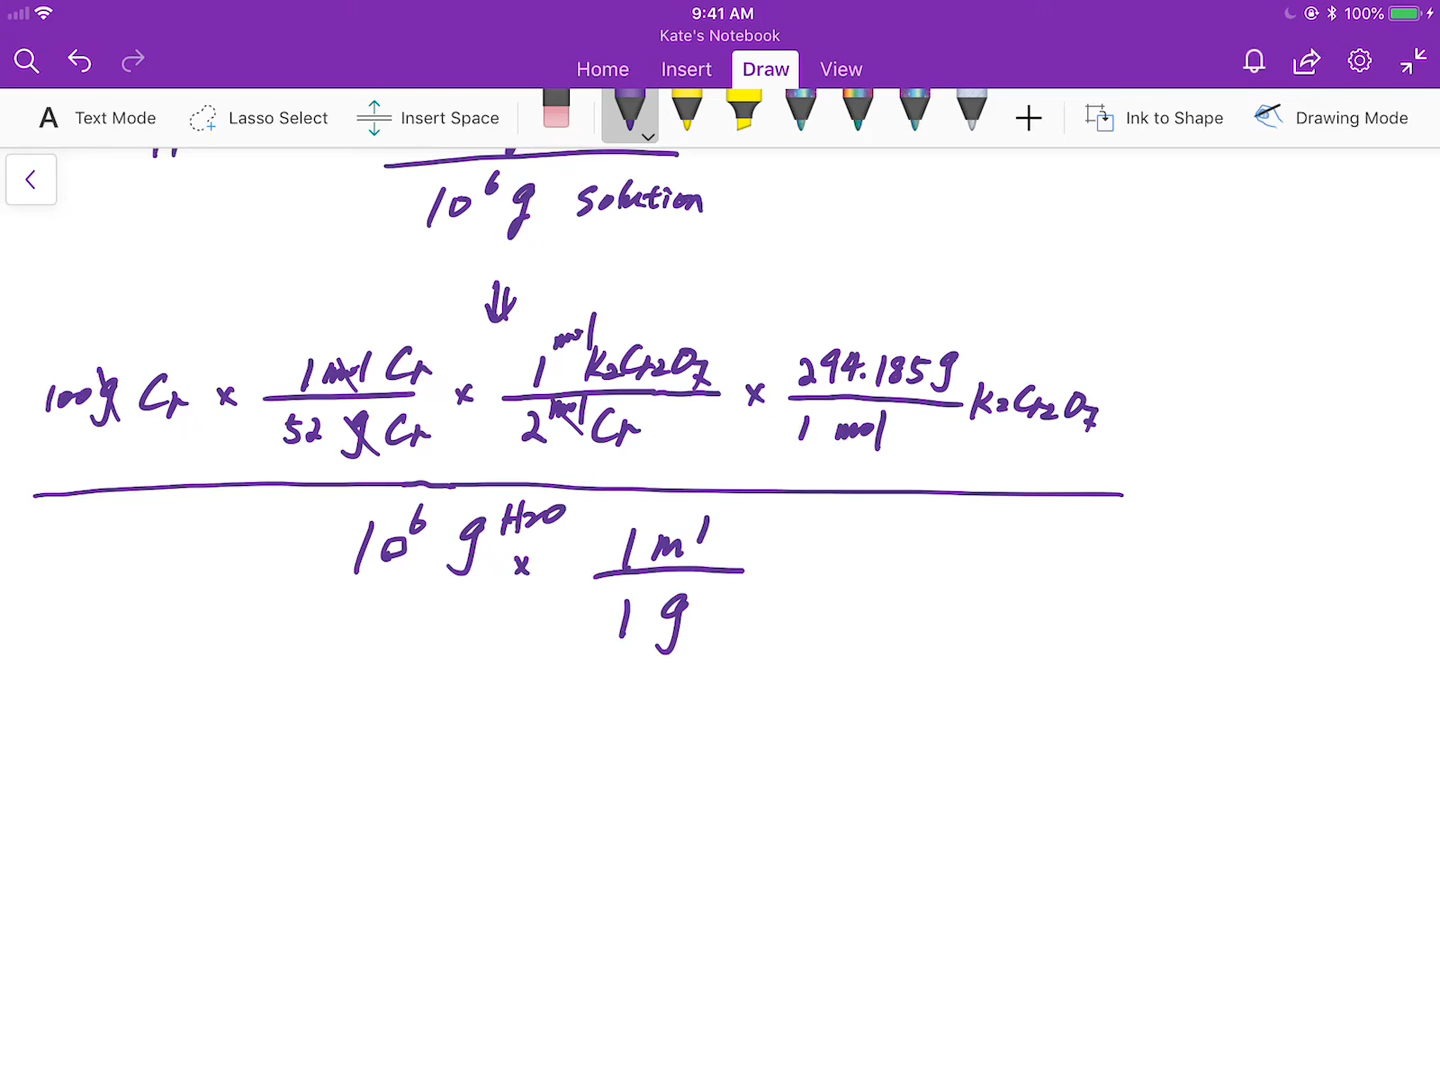 9:41 AM
100%
Kate's Notebook
Home Insert Draw View
A Text Mode Lasso Select Insert Space Ink to Shape Drawing Mode
10⁶ g solution
⇓
100g Cr × 1 mol Cr / 52 g Cr × 1 mol K₂Cr₂O₇ / 2 mol Cr × 294.185g / 1 mol K₂Cr₂O₇
10⁶ g H₂O × 1 ml / 1 g